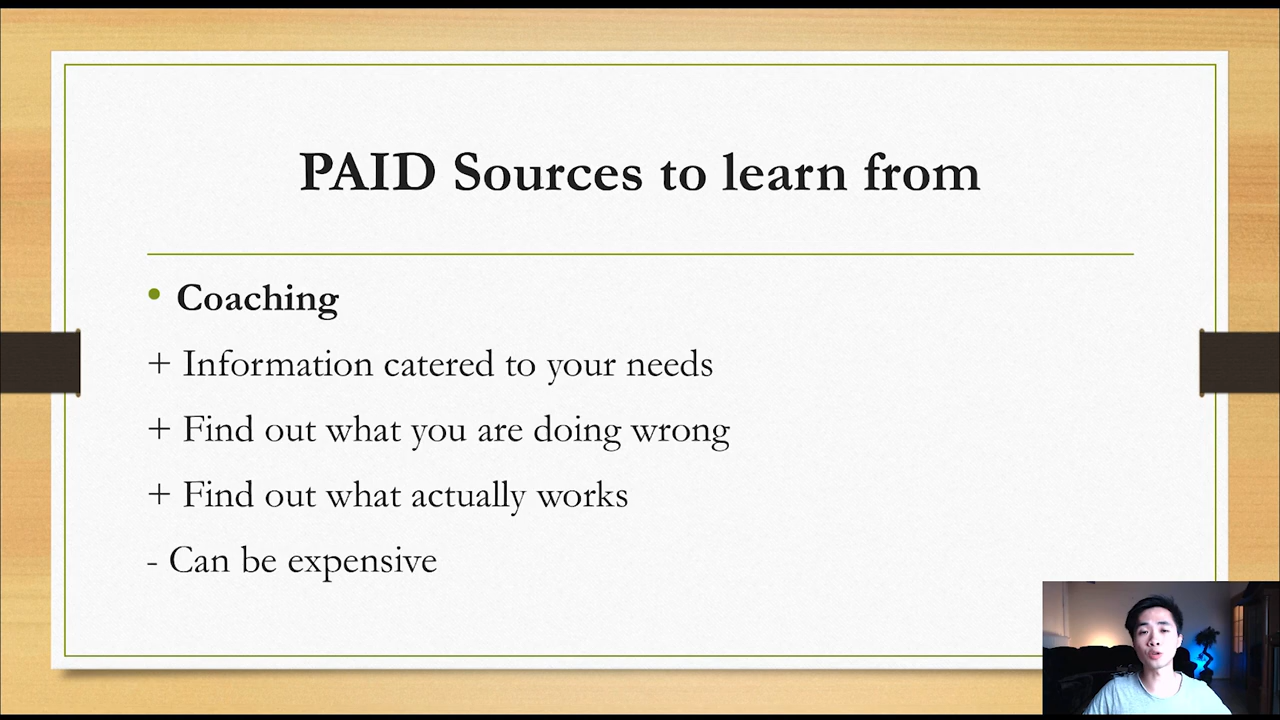 PAID Sources to learn from
• Coaching
+ Information catered to your needs
+ Find out what you are doing wrong
+ Find out what actually works
- Can be expensive